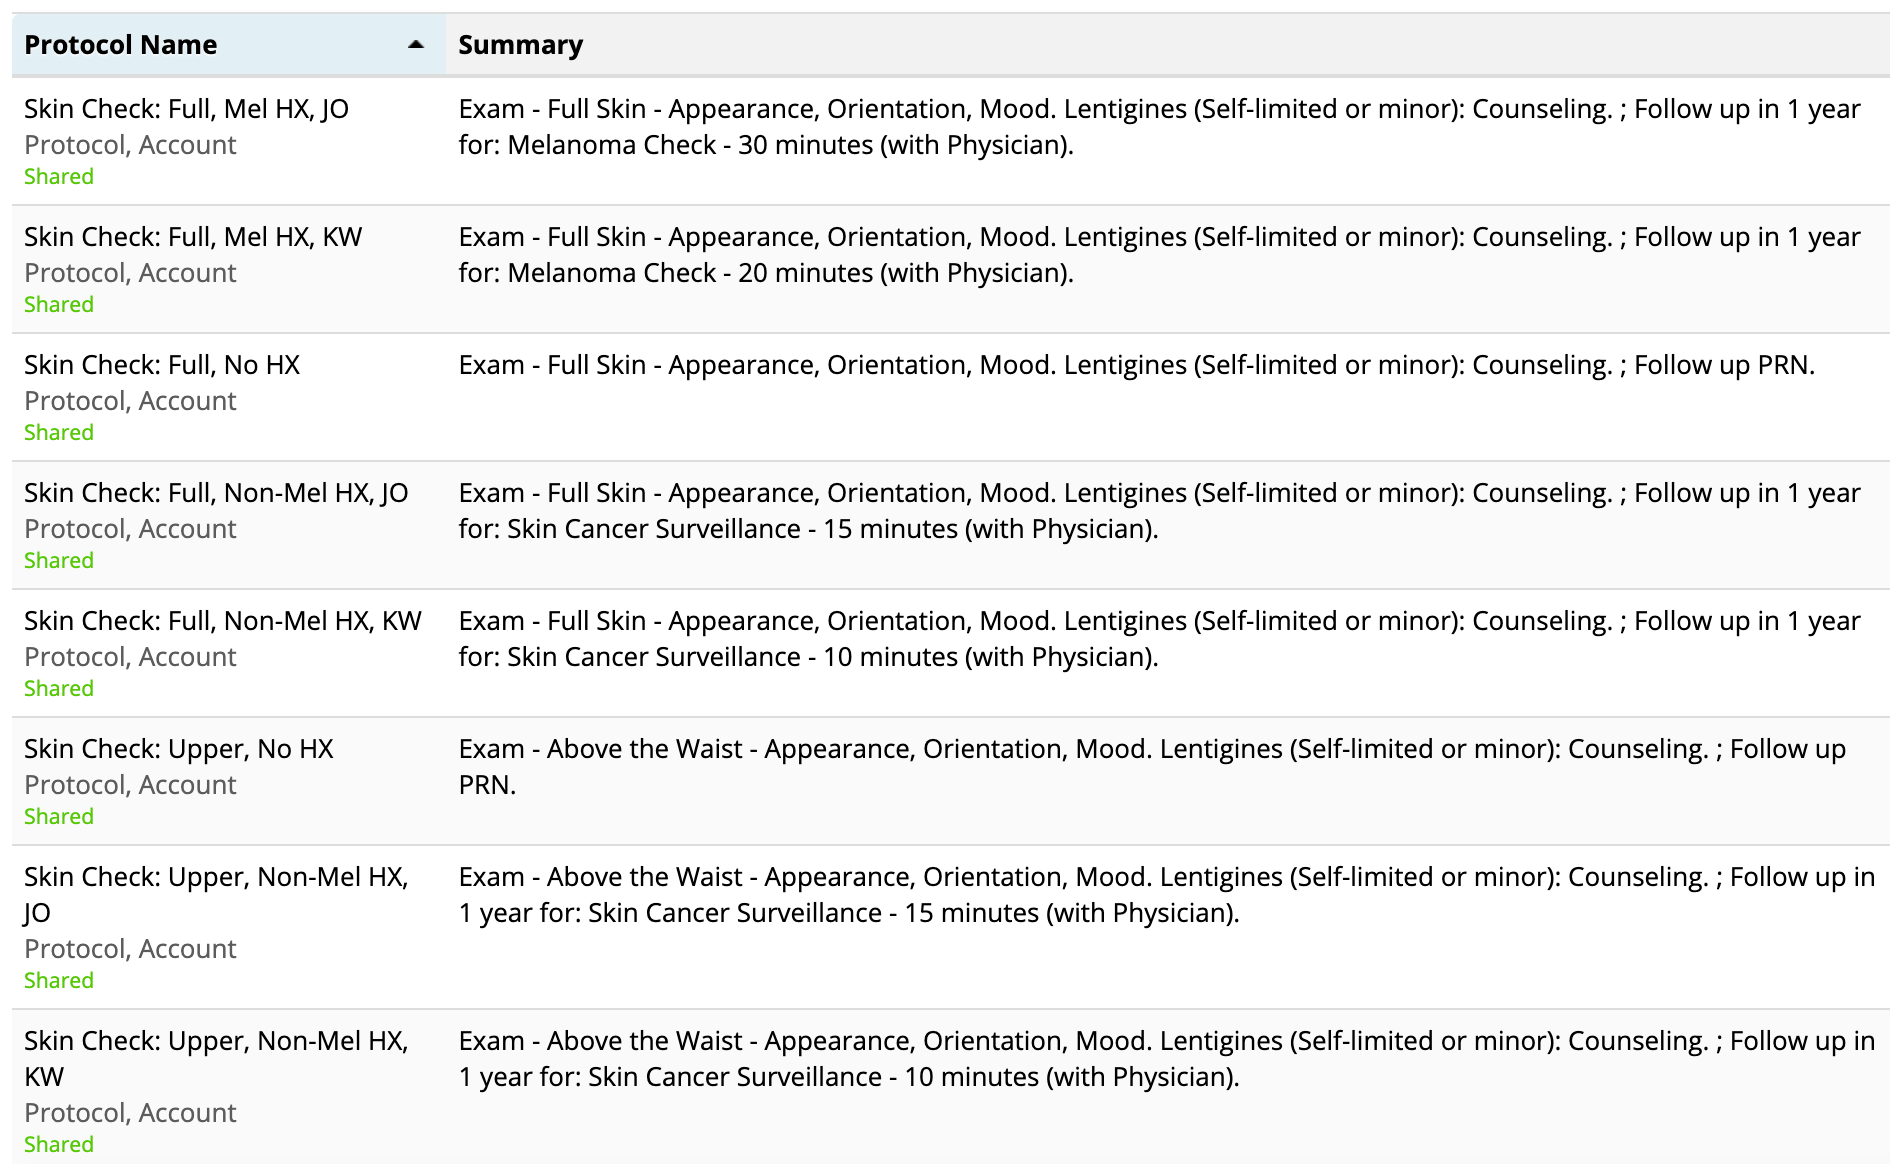 Protocol Name
Summary
Skin Check: Full, Mel HX, JO
Protocol, Account
Shared
Exam - Full Skin - Appearance, Orientation, Mood. Lentigines (Self-limited or minor): Counseling. ; Follow up in 1 year
for: Melanoma Check - 30 minutes (with Physician).
Skin Check: Full, Mel HX, KW
Protocol, Account
Shared
Exam - Full Skin - Appearance, Orientation, Mood. Lentigines (Self-limited or minor): Counseling. ; Follow up in 1 year
for: Melanoma Check - 20 minutes (with Physician).
Skin Check: Full, No HX
Protocol, Account
Shared
Exam - Full Skin - Appearance, Orientation, Mood. Lentigines (Self-limited or minor): Counseling. ; Follow up PRN.
Skin Check: Full, Non-Mel HX, JO
Protocol, Account
Shared
Exam - Full Skin - Appearance, Orientation, Mood. Lentigines (Self-limited or minor): Counseling. ; Follow up in 1 year
for: Skin Cancer Surveillance - 15 minutes (with Physician).
Skin Check: Full, Non-Mel HX, KW
Protocol, Account
Shared
Exam - Full Skin - Appearance, Orientation, Mood. Lentigines (Self-limited or minor): Counseling. ; Follow up in 1 year
for: Skin Cancer Surveillance - 10 minutes (with Physician).
Skin Check: Upper, No HX
Protocol, Account
Shared
Exam - Above the Waist - Appearance, Orientation, Mood. Lentigines (Self-limited or minor): Counseling. ; Follow up
PRN.
Skin Check: Upper, Non-Mel HX,
JO
Protocol, Account
Shared
Exam - Above the Waist - Appearance, Orientation, Mood. Lentigines (Self-limited or minor): Counseling. ; Follow up in
1 year for: Skin Cancer Surveillance - 15 minutes (with Physician).
Skin Check: Upper, Non-Mel HX,
KW
Protocol, Account
Shared
Exam - Above the Waist - Appearance, Orientation, Mood. Lentigines (Self-limited or minor): Counseling. ; Follow up in
1 year for: Skin Cancer Surveillance - 10 minutes (with Physician).